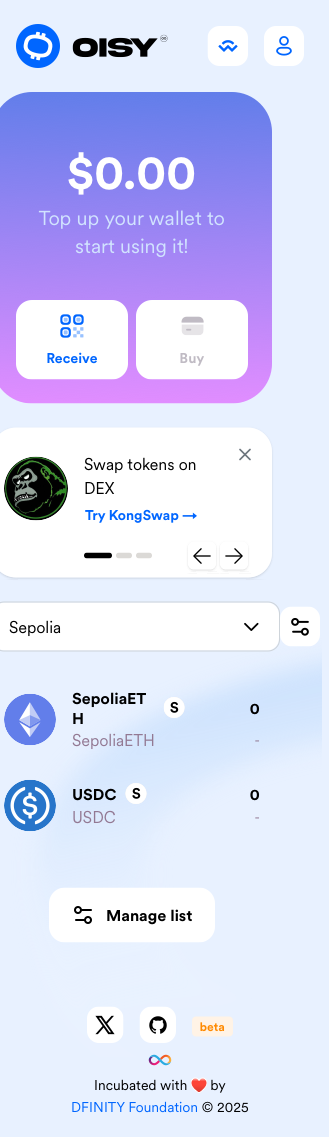 OISY
$0.00
Top up your wallet to
start using it!
Receive
Buy
Swap tokens on
DEX
Try KongSwap →
Sepolia
SepoliaET
H
S
0
SepoliaETH
-
USDC
S
0
USDC
-
Manage list
beta
Incubated with ❤️ by
DFINITY Foundation © 2025